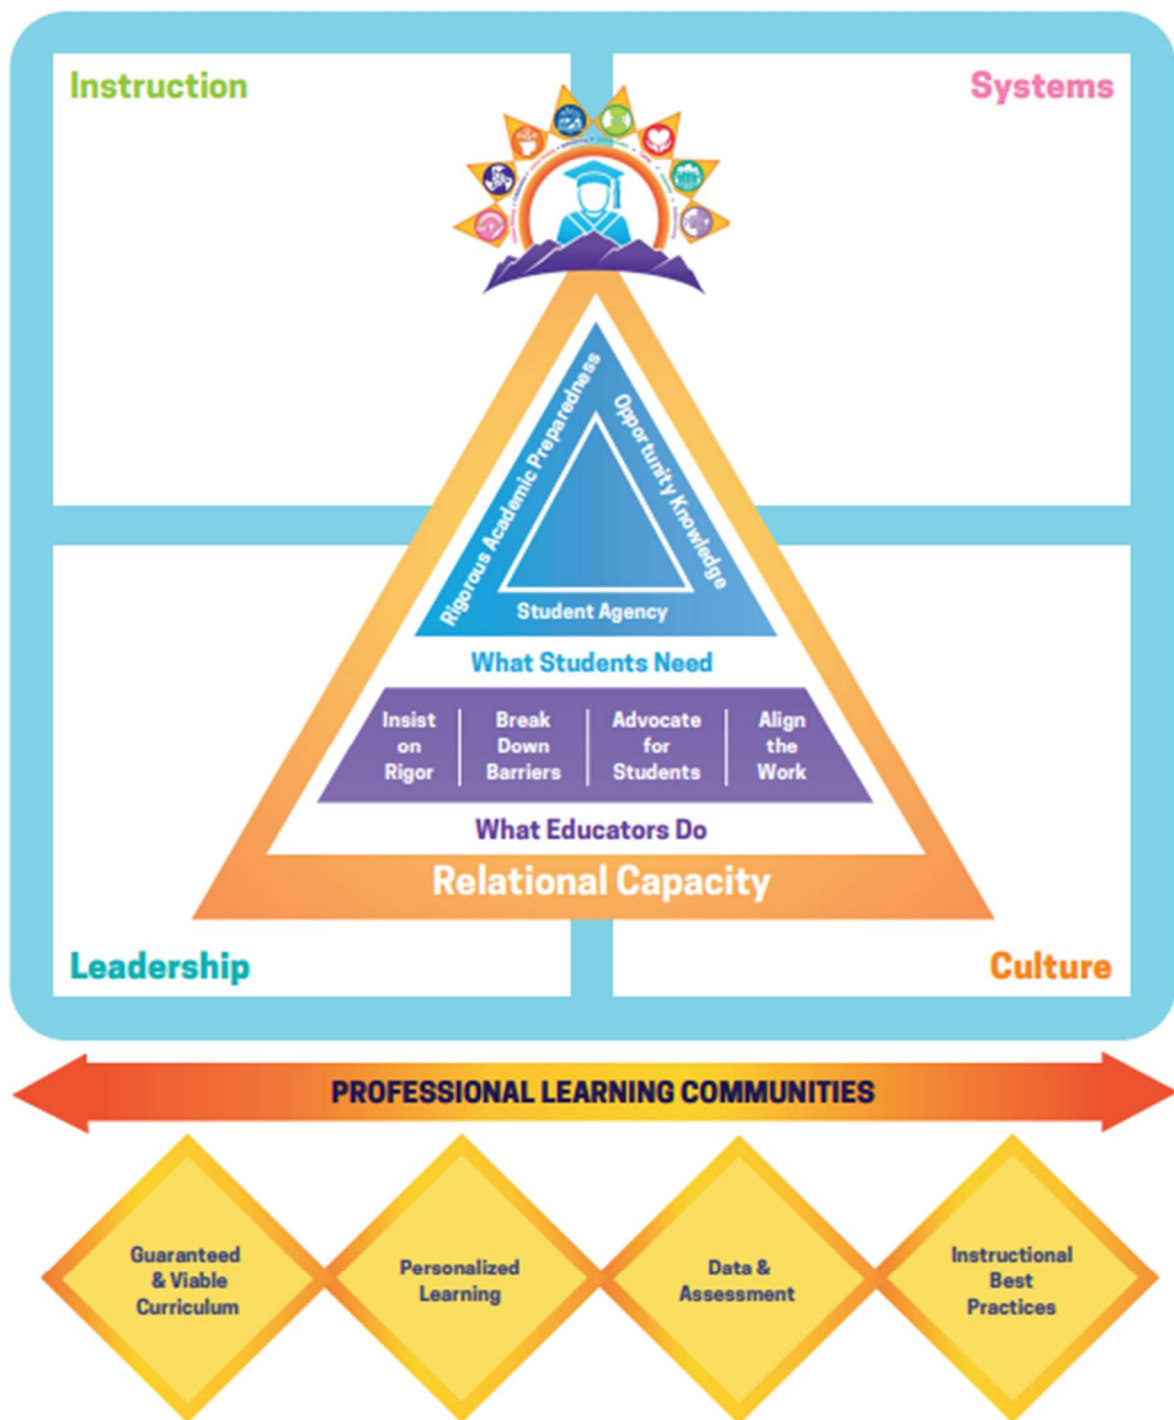 Instruction
Systems
Rigorous Academic Preparedness
Opportunity Knowledge
Student Agency
What Students Need
Insist
on
Rigor
Break
Down
Barriers
Advocate
for
Students
Align
the
Work
What Educators Do
Relational Capacity
Leadership
Culture
PROFESSIONAL LEARNING COMMUNITIES
Guaranteed
& Viable
Curriculum
Personalized
Learning
Data &
Assessment
Instructional
Best
Practices